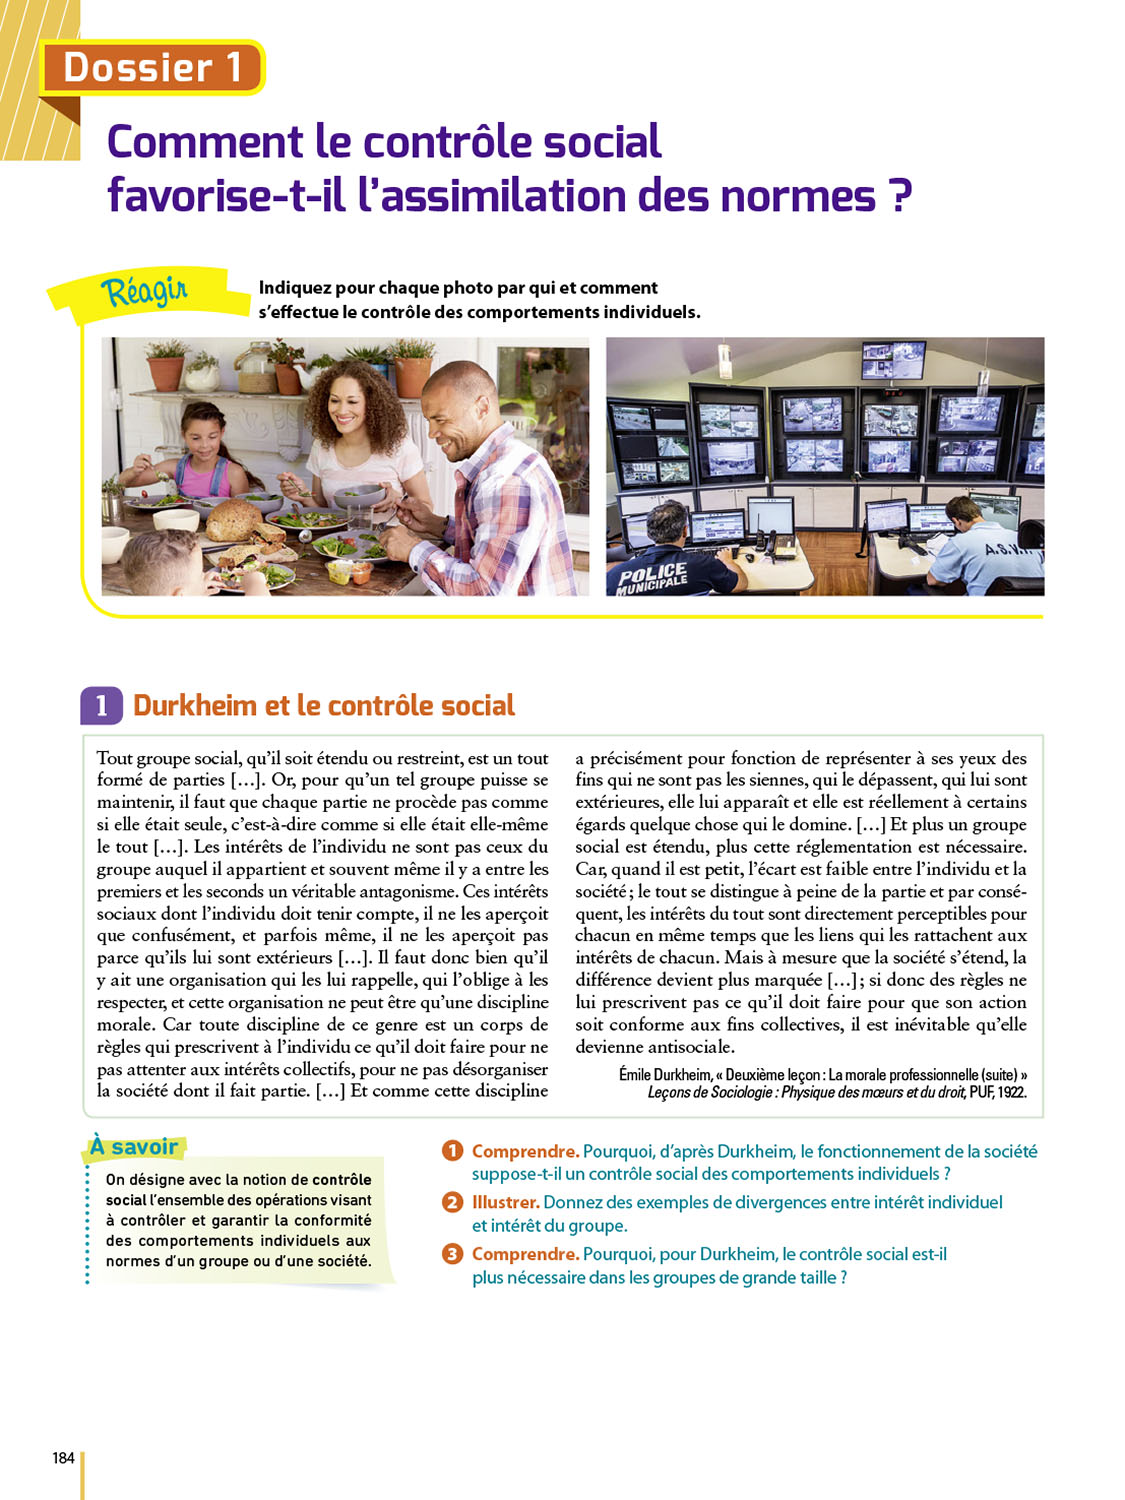 Dossier 1
Comment le contrôle social
favorise-t-il l’assimilation des normes ?
Réagir
Indiquez pour chaque photo par qui et comment
s’effectue le contrôle des comportements individuels.
POLICE
MUNICIPALE
1 Durkheim et le contrôle social
Tout groupe social, qu’il soit étendu ou restreint, est un tout
formé de parties […]. Or, pour qu’un tel groupe puisse se
maintenir, il faut que chaque partie ne procède pas comme
si elle était seule, c’est-à-dire comme si elle était elle-même
le tout […]. Les intérêts de l’individu ne sont pas ceux du
groupe auquel il appartient et souvent même il y a entre les
premiers et les seconds un véritable antagonisme. Ces intérêts
sociaux dont l’individu doit tenir compte, il ne les aperçoit
que confusément, et parfois même, il ne les aperçoit pas
parce qu’ils lui sont extérieurs […]. Il faut donc bien qu’il
y ait une organisation qui les lui rappelle, qui l’oblige à les
respecter, et cette organisation ne peut être qu’une discipline
morale. Car toute discipline de ce genre est un corps de
règles qui prescrivent à l’individu ce qu’il doit faire pour ne
pas attenter aux intérêts collectifs, pour ne pas désorganiser
la société dont il fait partie. […] Et comme cette discipline
a précisément pour fonction de représenter à ses yeux des
fins qui ne sont pas les siennes, qui le dépassent, qui lui sont
extérieures, elle lui apparaît et elle est réellement à certains
égards quelque chose qui le domine. […] Et plus un groupe
social est étendu, plus cette réglementation est nécessaire.
Car, quand il est petit, l’écart est faible entre l’individu et la
société ; le tout se distingue à peine de la partie et par consé-
quent, les intérêts du tout sont directement perceptibles pour
chacun en même temps que les liens qui les rattachent aux
intérêts de chacun. Mais à mesure que la société s’étend, la
différence devient plus marquée […] ; si donc des règles ne
lui prescrivent pas ce qu’il doit faire pour que son action
soit conforme aux fins collectives, il est inévitable qu’elle
devienne antisociale.
Émile Durkheim, « Deuxième leçon : La morale professionnelle (suite) »
Leçons de Sociologie : Physique des mœurs et du droit, PUF, 1922.
À savoir
On désigne avec la notion de contrôle
social l’ensemble des opérations visant
à contrôler et garantir la conformité
des comportements individuels aux
normes d’un groupe ou d’une société.
1 Comprendre. Pourquoi, d’après Durkheim, le fonctionnement de la société
suppose-t-il un contrôle social des comportements individuels ?
2 Illustrer. Donnez des exemples de divergences entre intérêt individuel
et intérêt du groupe.
3 Comprendre. Pourquoi, pour Durkheim, le contrôle social est-il
plus nécessaire dans les groupes de grande taille ?
184